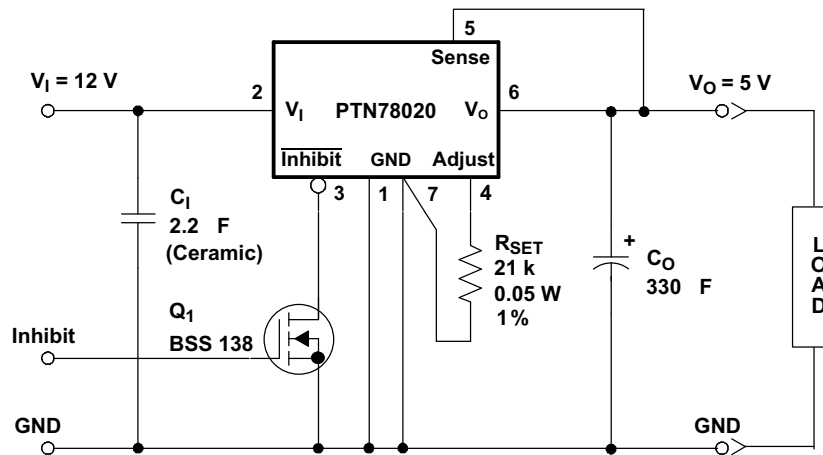 5
Sense
V_I = 12 V
2
V_I
PTN78020
V_O
6
V_O = 5 V
Inhibit
GND
Adjust
3
1
7
4
C_I
2.2 F
(Ceramic)
R_SET
21 k
0.05 W
1%
+
C_O
330 F
LOAD
Q_1
BSS 138
Inhibit
GND
GND